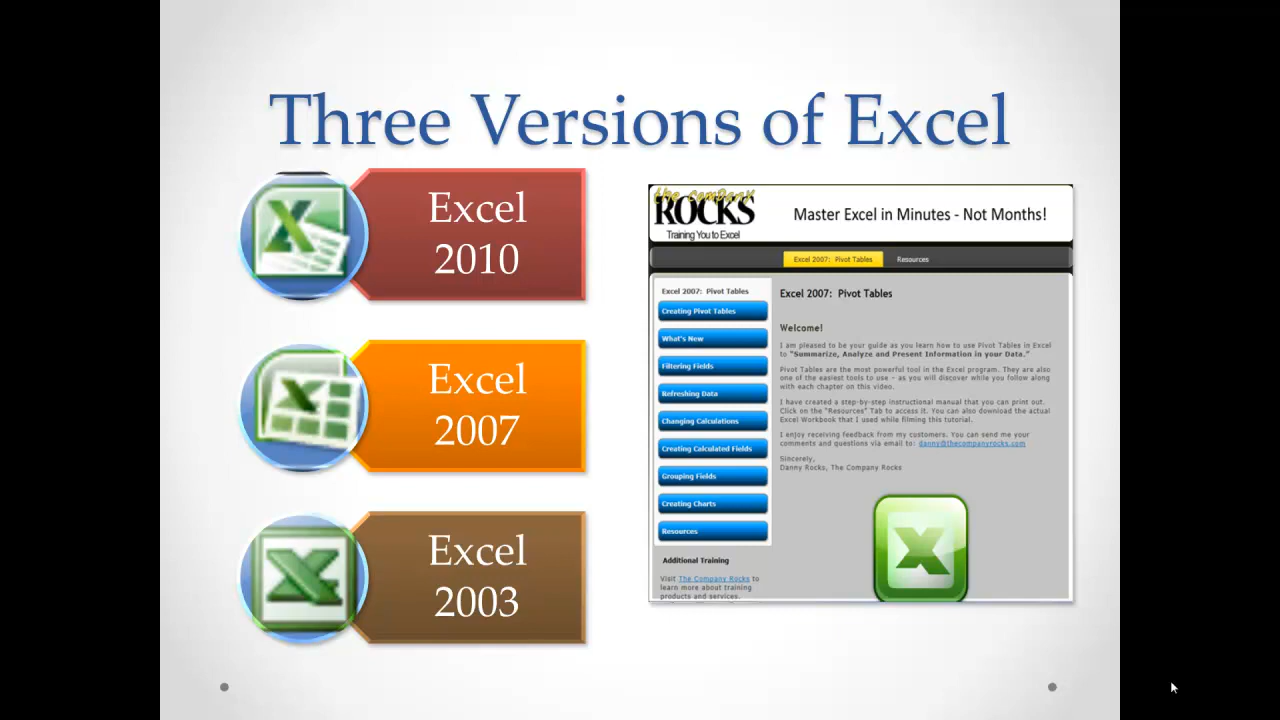 Three Versions of Excel
Excel
2010
Excel
2007
Excel
2003
the company
ROCKS
Training You to Excel
Master Excel in Minutes - Not Months!
Excel 2007: Pivot Tables
Resources
Excel 2007: Pivot Tables
Creating Pivot Tables
What's New
Filtering Fields
Refreshing Data
Changing Calculations
Creating Calculated Fields
Grouping Fields
Creating Charts
Resources
Additional Training
Visit The Company Rocks to
learn more about training
products and services.
Excel 2007: Pivot Tables
Welcome!
I am pleased to be your guide as you learn how to use Pivot Tables in Excel
to "Summarize, Analyze and Present Information in your Data."
Pivot Tables are the most powerful tool in the Excel program. They are also
one of the easiest tools to use - as you will discover while you follow along
with each chapter on this video.
I have created a step-by-step instructional manual that you can print out.
Click on the "Resources" Tab to access it. You can also download the actual
Excel Workbook that I used while filming this tutorial.
I enjoy receiving feedback from my customers. You can send me your
comments and questions via email to: danny@thecompanyrocks.com
Sincerely,
Danny Rocks, The Company Rocks